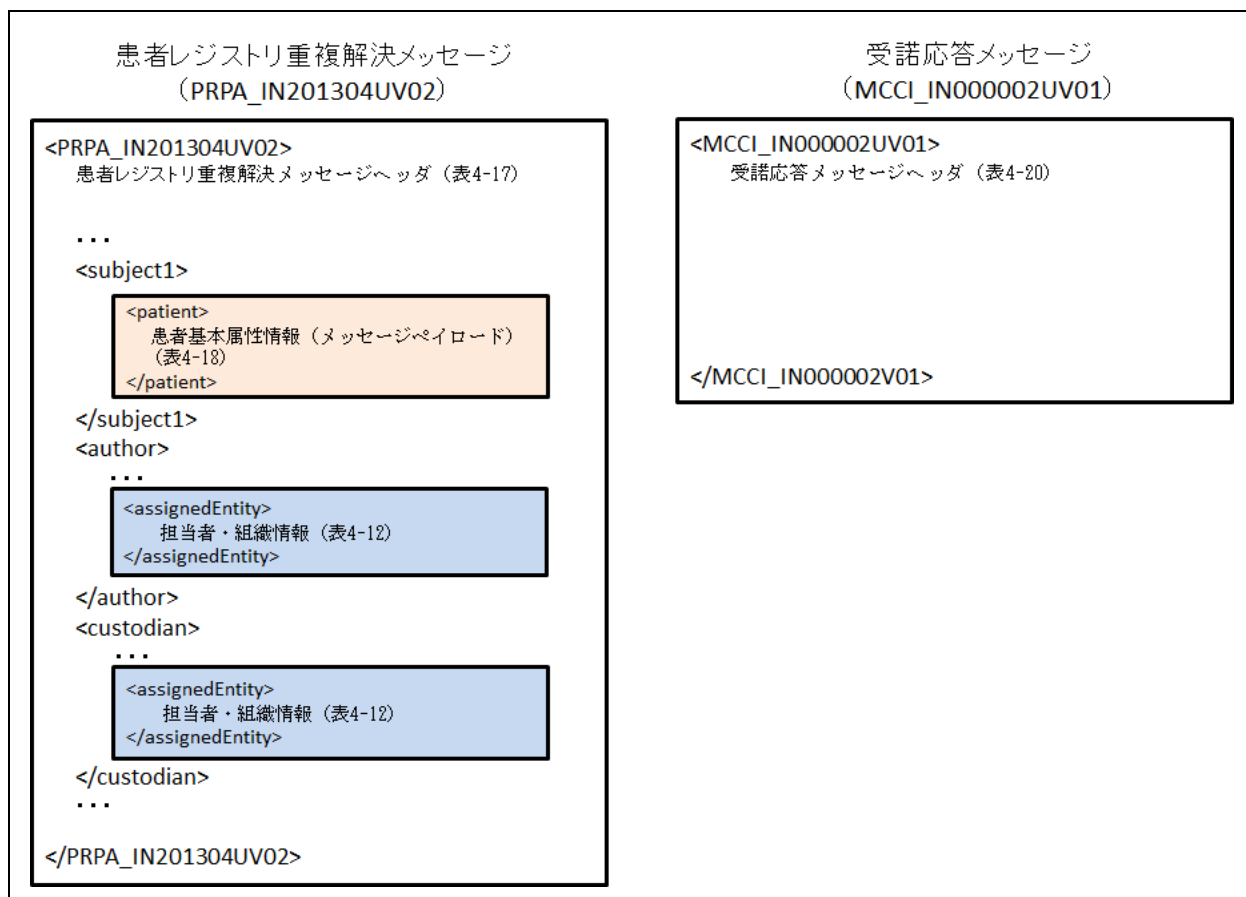 患者レジストリ重複解決メッセージ
（PRPA_IN201304UV02）
<PRPA_IN201304UV02>
患者レジストリ重複解決メッセージヘッダ（表4-17）
...
<subject1>
<patient>
患者基本属性情報（メッセージペイロード）
（表4-18）
</patient>
</subject1>
<author>
...
<assignedEntity>
担当者・組織情報（表4-12）
</assignedEntity>
</author>
<custodian>
...
<assignedEntity>
担当者・組織情報（表4-12）
</assignedEntity>
</custodian>
...
</PRPA_IN201304UV02>
受諾応答メッセージ
（MCCI_IN000002UV01）
<MCCI_IN000002UV01>
受諾応答メッセージヘッダ（表4-20）
</MCCI_IN000002V01>